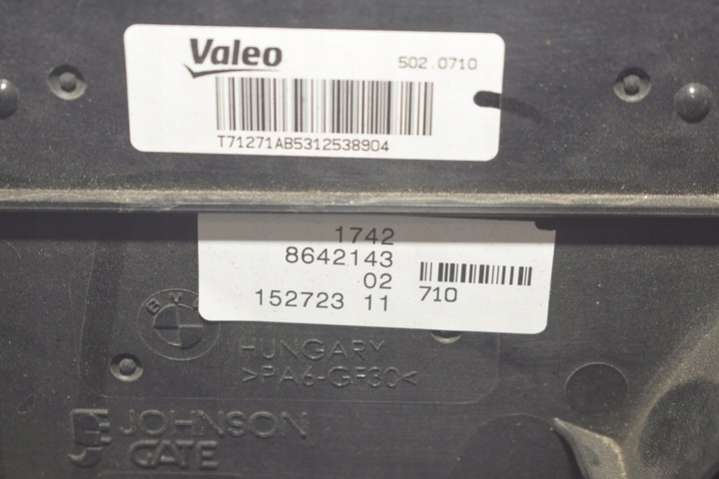 Valeo
502 0710
T71271AB5312538904
1742
8642143
02
710
152723 11
HUNGARY
>PA6-GF30<
JOHNSON
GATE